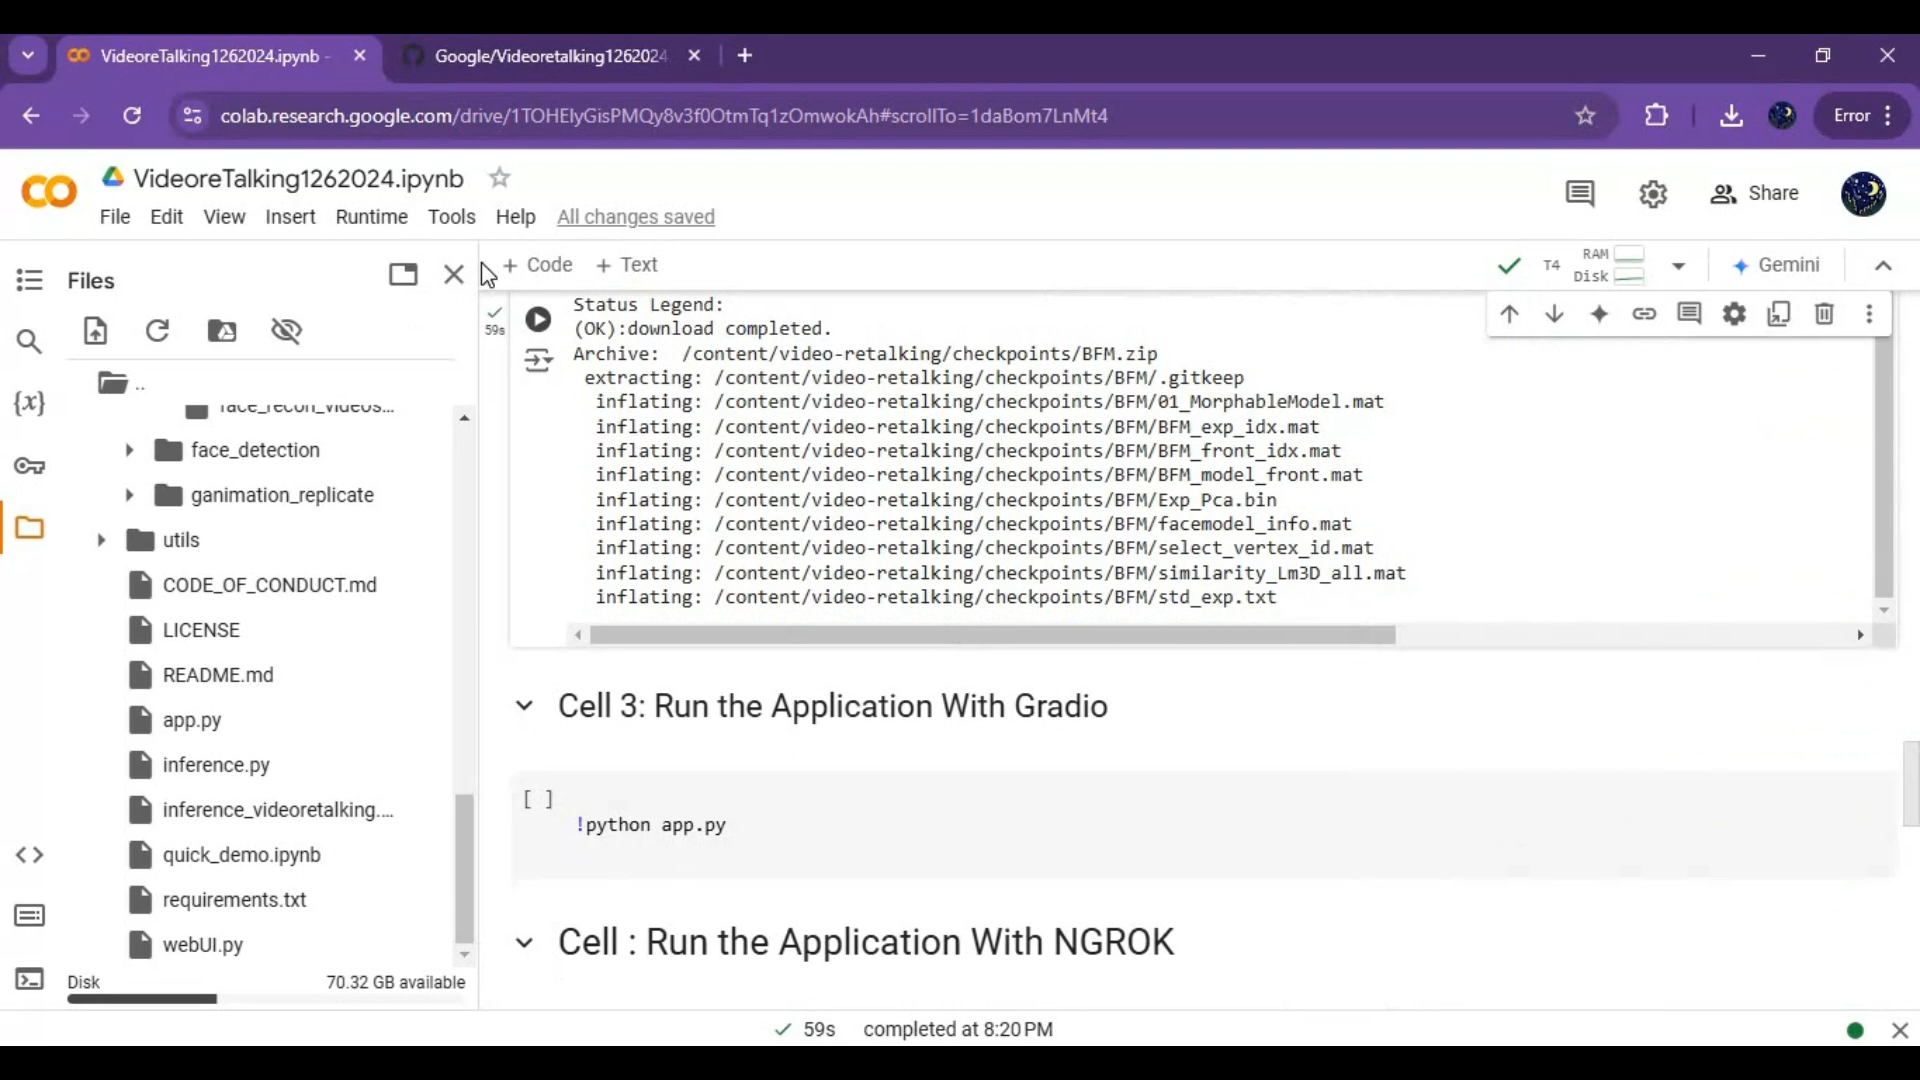 VideoreTalking1262024.ipynb -
Google/Videoretalking1262024
colab.research.google.com/drive/1TOHElyGisPMQy8v3f0OtmTq1zOmwokAh#scrollTo=1daBom7LnMt4
Error
VideoreTalking1262024.ipynb
Share
File Edit View Insert Runtime Tools Help All changes saved
Files
+ Code + Text
T4 RAM Disk
Gemini
..
face_recon_videos...
face_detection
ganimation_replicate
utils
CODE_OF_CONDUCT.md
LICENSE
README.md
app.py
inference.py
inference_videoretalking....
quick_demo.ipynb
requirements.txt
webUI.py
Disk 70.32 GB available
{x}
59s
Status Legend:
(OK):download completed.
Archive: /content/video-retalking/checkpoints/BFM.zip
extracting: /content/video-retalking/checkpoints/BFM/.gitkeep
inflating: /content/video-retalking/checkpoints/BFM/01_MorphableModel.mat
inflating: /content/video-retalking/checkpoints/BFM/BFM_exp_idx.mat
inflating: /content/video-retalking/checkpoints/BFM/BFM_front_idx.mat
inflating: /content/video-retalking/checkpoints/BFM/BFM_model_front.mat
inflating: /content/video-retalking/checkpoints/BFM/Exp_Pca.bin
inflating: /content/video-retalking/checkpoints/BFM/facemodel_info.mat
inflating: /content/video-retalking/checkpoints/BFM/select_vertex_id.mat
inflating: /content/video-retalking/checkpoints/BFM/similarity_Lm3D_all.mat
inflating: /content/video-retalking/checkpoints/BFM/std_exp.txt
Cell 3: Run the Application With Gradio
[ ]
!python app.py
Cell : Run the Application With NGROK
59s completed at 8:20 PM